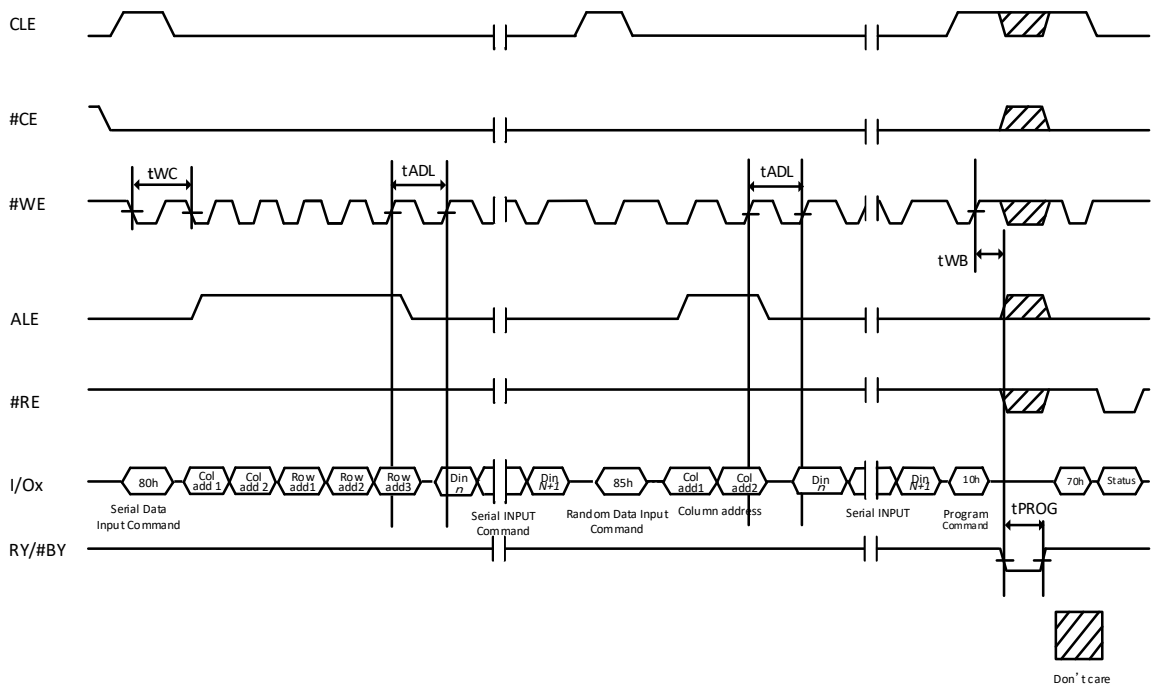 CLE
#CE
tWC
tADL
tADL
#WE
tWB
ALE
#RE
I/Ox
80h
Col
add 1
Col
add 2
Row
add1
Row
add2
Row
add3
Din
n
Din
N+1
85h
Col
add1
Col
add2
Din
n
Din
N+1
10h
70h
Status
Serial Data
Input Command
Serial INPUT
Command
Random Data Input
Command
Column address
Serial INPUT
Program
Command
tPROG
RY/#BY
Don't care